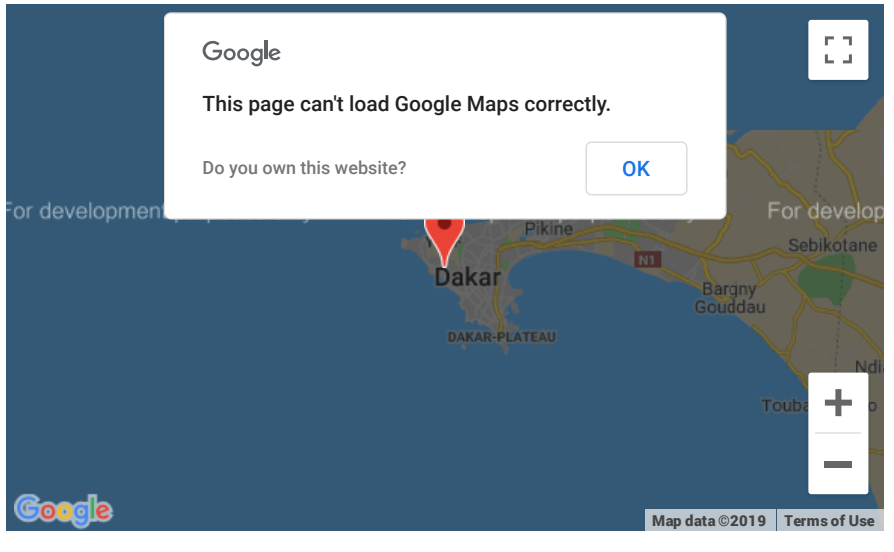 Google
This page can't load Google Maps correctly.
Do you own this website?
OK
For development
For develop
Pikine
Sebikotane
N1
Dakar
Bargny
Gouddau
DAKAR-PLATEAU
Ndi
Touba
o
Google
Map data ©2019
Terms of Use